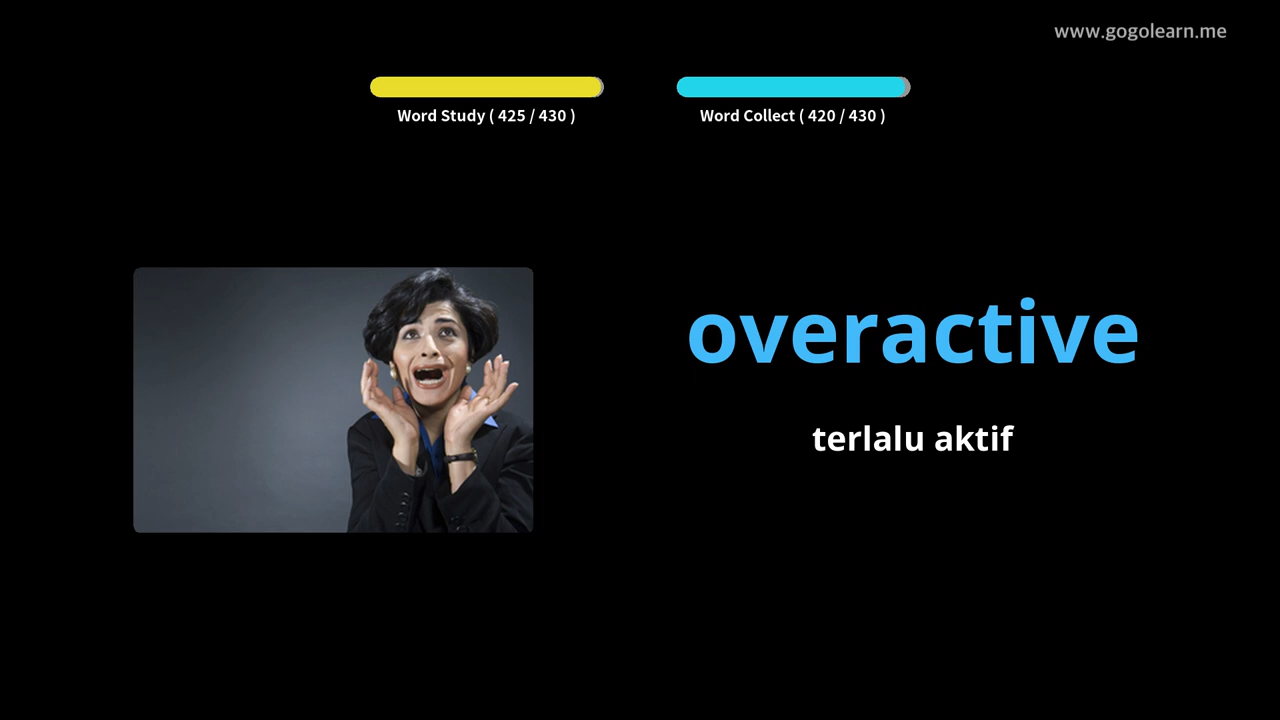 www.gogolearn.me
Word Study ( 425 / 430 )
Word Collect ( 420 / 430 )
overactive
terlalu aktif